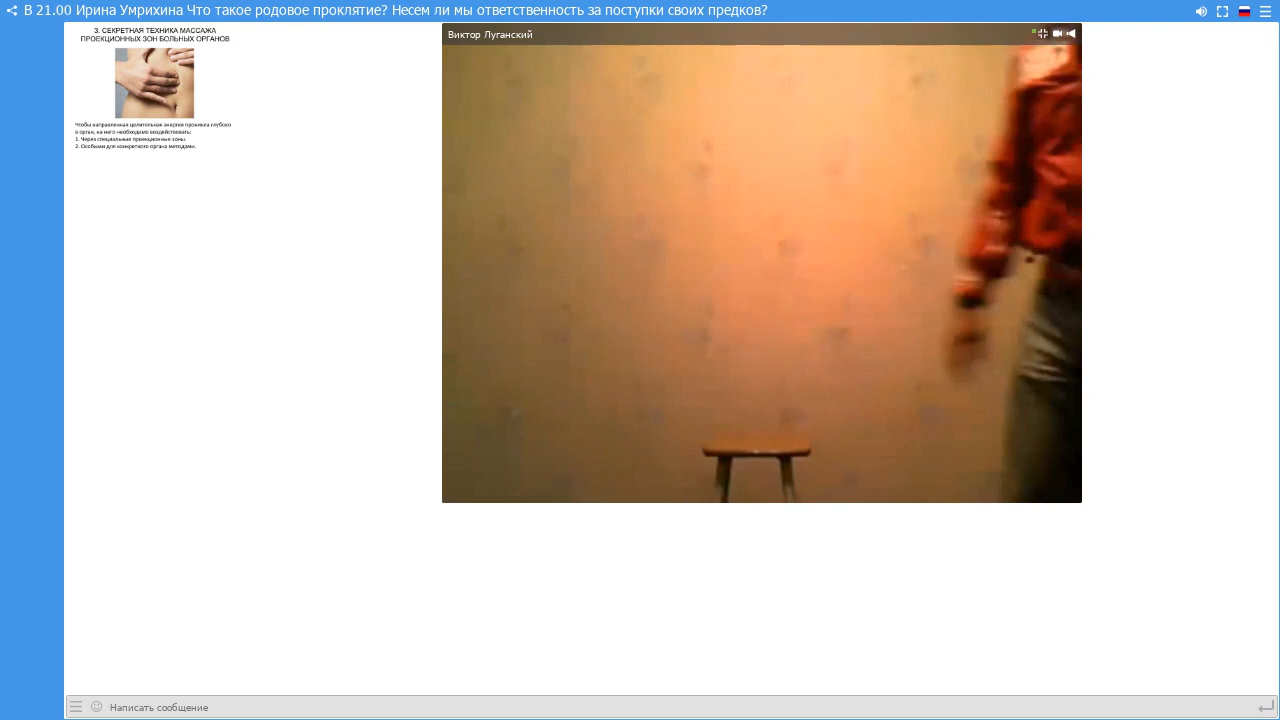 В 21.00 Ирина Умрихина Что такое родовое проклятие? Несем ли мы ответственность за поступки своих предков?
3. СЕКРЕТНАЯ ТЕХНИКА МАССАЖА
ПРОЕКЦИОННЫХ ЗОН БОЛЬНЫХ ОРГАНОВ
Чтобы направленная целительная энергия проникла глубоко
в орган, на него необходимо воздействовать:
1. Через специальные проекционные зоны.
2. Особыми для конкретного органа методами.
Виктор Луганский
Написать сообщение